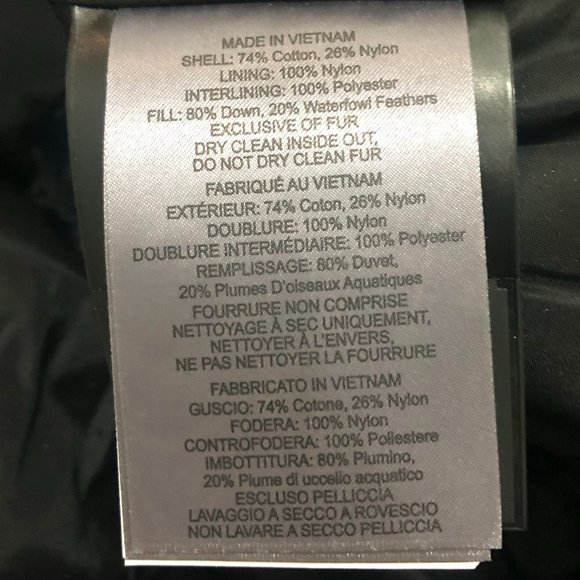 MADE IN VIETNAM
SHELL: 74% Cotton, 26% Nylon
LINING: 100% Nylon
INTERLINING: 100% Polyester
FILL: 80% Down, 20% Waterfowl Feathers
EXCLUSIVE OF FUR
DRY CLEAN INSIDE OUT,
DO NOT DRY CLEAN FUR
FABRIQUÉ AU VIETNAM
EXTÉRIEUR: 74% Coton, 26% Nylon
DOUBLURE: 100% Nylon
DOUBLURE INTERMÉDIAIRE: 100% Polyester
REMPLISSAGE: 80% Duvet,
20% Plumes D'oiseaux Aquatiques
FOURRURE NON COMPRISE
NETTOYAGE À SEC UNIQUEMENT,
NETTOYER À L'ENVERS,
NE PAS NETTOYER LA FOURRURE
FABBRICATO IN VIETNAM
GUSCIO: 74% Cotone, 26% Nylon
FODERA: 100% Nylon
CONTROFODERA: 100% Poliestere
IMBOTTITURA: 80% Piumino,
20% Piume di uccello acquatico
ESCLUSO PELLICCIA
LAVAGGIO A SECCO A ROVESCIO
NON LAVARE A SECCO PELLICCIA